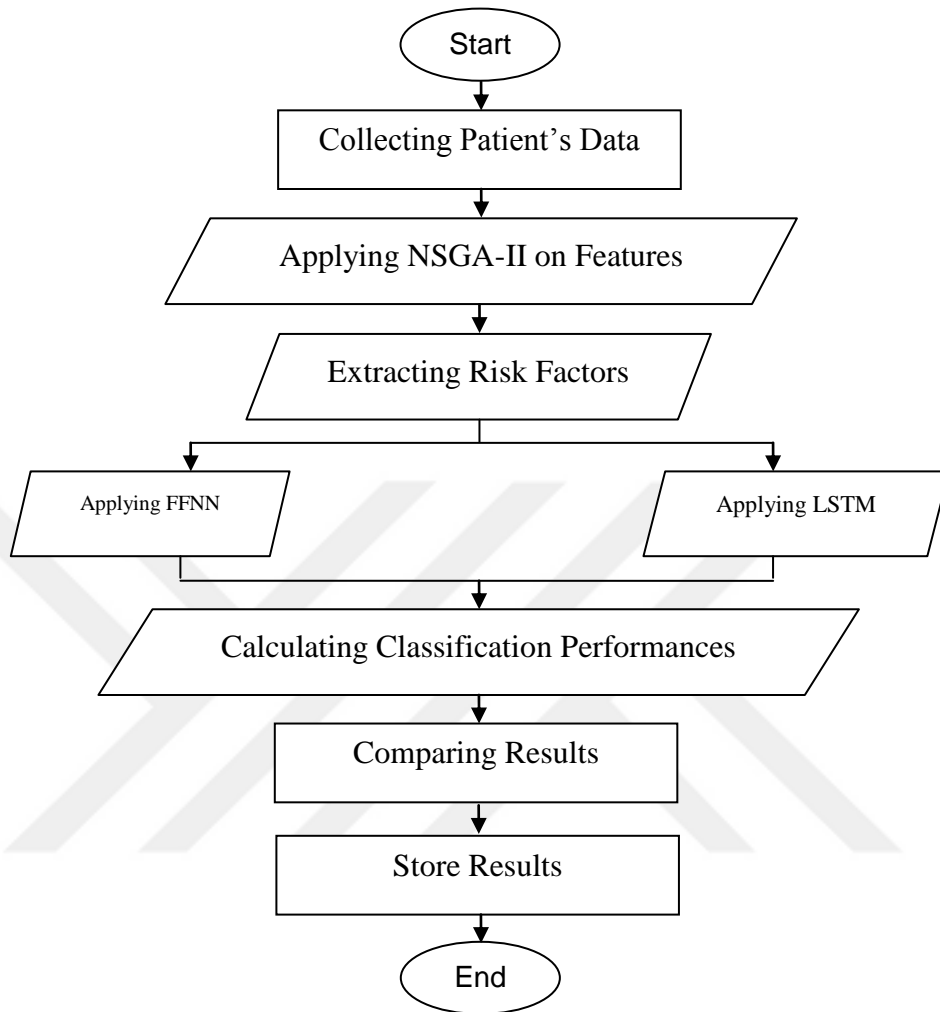 Start
Collecting Patient’s Data
Applying NSGA-II on Features
Extracting Risk Factors
Applying FFNN
Applying LSTM
Calculating Classification Performances
Comparing Results
Store Results
End